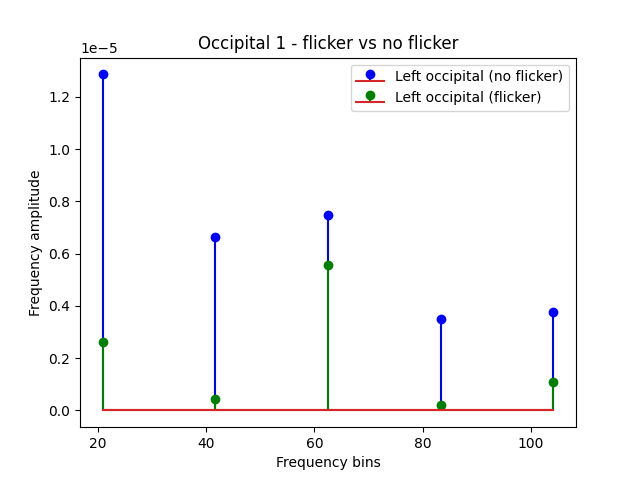 Occipital 1 - flicker vs no flicker
1e−5
Left occipital (no flicker)
Left occipital (flicker)
Frequency amplitude
1.2
1.0
0.8
0.6
0.4
0.2
0.0
20 40 60 80 100
Frequency bins